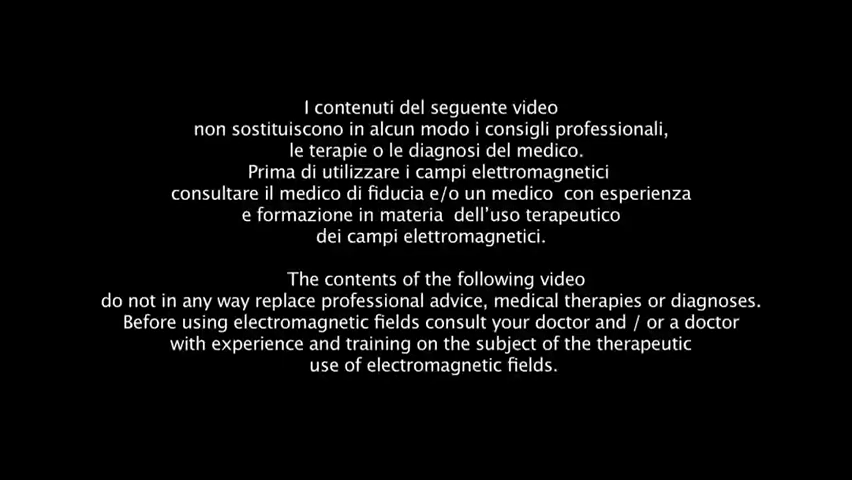 I contenuti del seguente video
non sostituiscono in alcun modo i consigli professionali,
le terapie o le diagnosi del medico.
Prima di utilizzare i campi elettromagnetici
consultare il medico di fiducia e/o un medico con esperienza
e formazione in materia dell’uso terapeutico
dei campi elettromagnetici.
The contents of the following video
do not in any way replace professional advice, medical therapies or diagnoses.
Before using electromagnetic fields consult your doctor and / or a doctor
with experience and training on the subject of the therapeutic
use of electromagnetic fields.